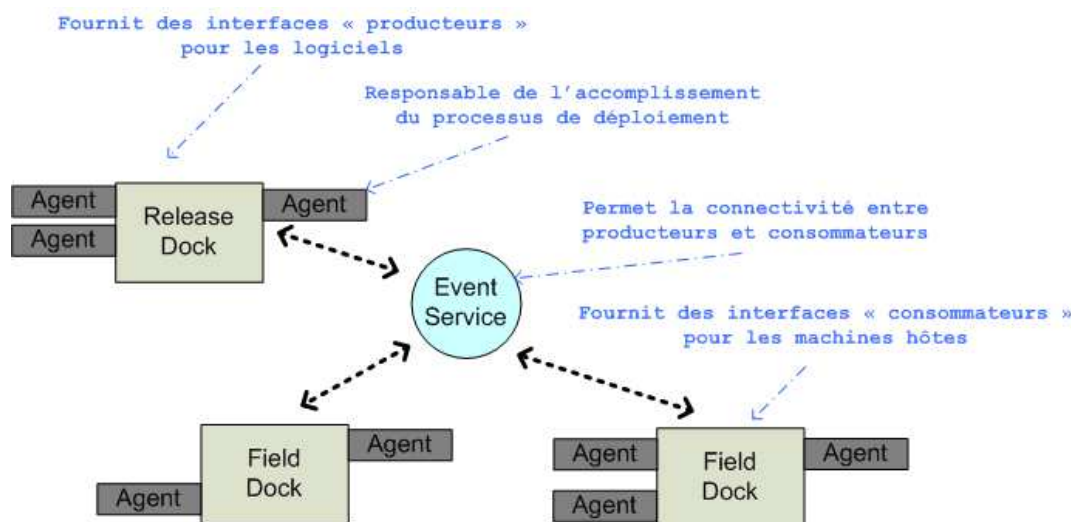 Fournit des interfaces « producteurs »
pour les logiciels
Responsable de l'accomplissement
du processus de déploiement
Agent
Agent
Release
Dock
Agent
Permet la connectivité entre
producteurs et consommateurs
Event
Service
Fournit des interfaces « consommateurs »
pour les machines hôtes
Agent
Field
Dock
Agent
Agent
Agent
Field
Dock
Agent